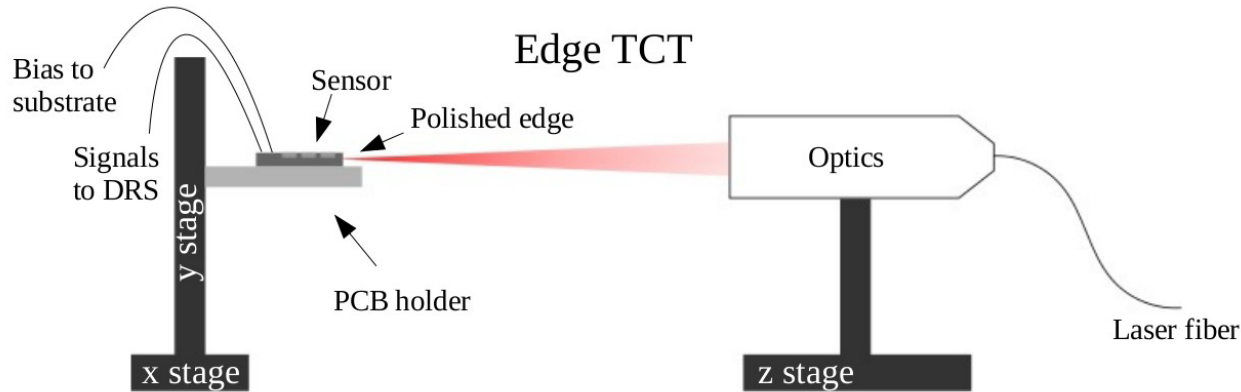 Edge TCT
Bias to
substrate
Sensor
Polished edge
Signals
to DRS
Optics
y stage
PCB holder
Laser fiber
x stage
z stage